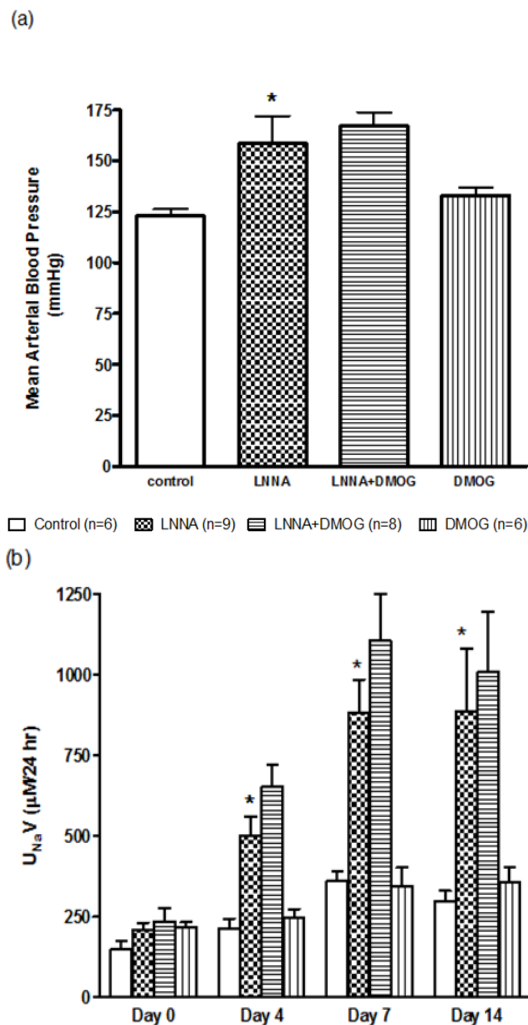 (a)
*
175
150
125
100
75
50
25
0
Mean Arterial Blood Pressure
(mmHg)
control LNNA LNNA+DMOG DMOG
Control (n=6) LNNA (n=9) LNNA+DMOG (n=8) DMOG (n=6)
(b)
1250
1000
750
500
250
0
U_NaV (μM/24 hr)
*
*
*
Day 0 Day 4 Day 7 Day 14